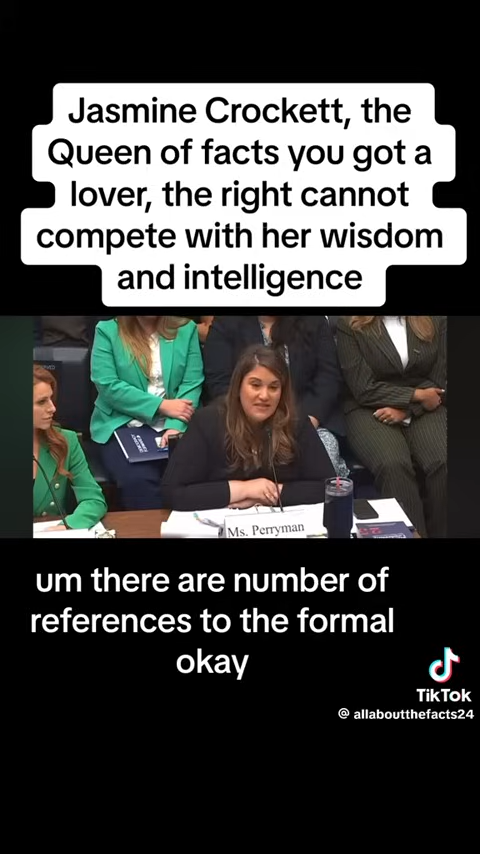 Jasmine Crockett, the
Queen of facts you got a
lover, the right cannot
compete with her wisdom
and intelligence
Ms. Perryman
um there are number of
references to the formal
okay
TikTok
@ allaboutthefacts24